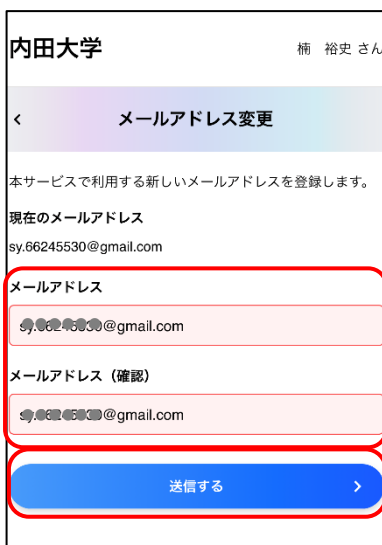 内田大学
楠　裕史 さん
メールアドレス変更
本サービスで利用する新しいメールアドレスを登録します。
現在のメールアドレス
sy.66245530@gmail.com
メールアドレス
@gmail.com
メールアドレス（確認）
@gmail.com
送信する